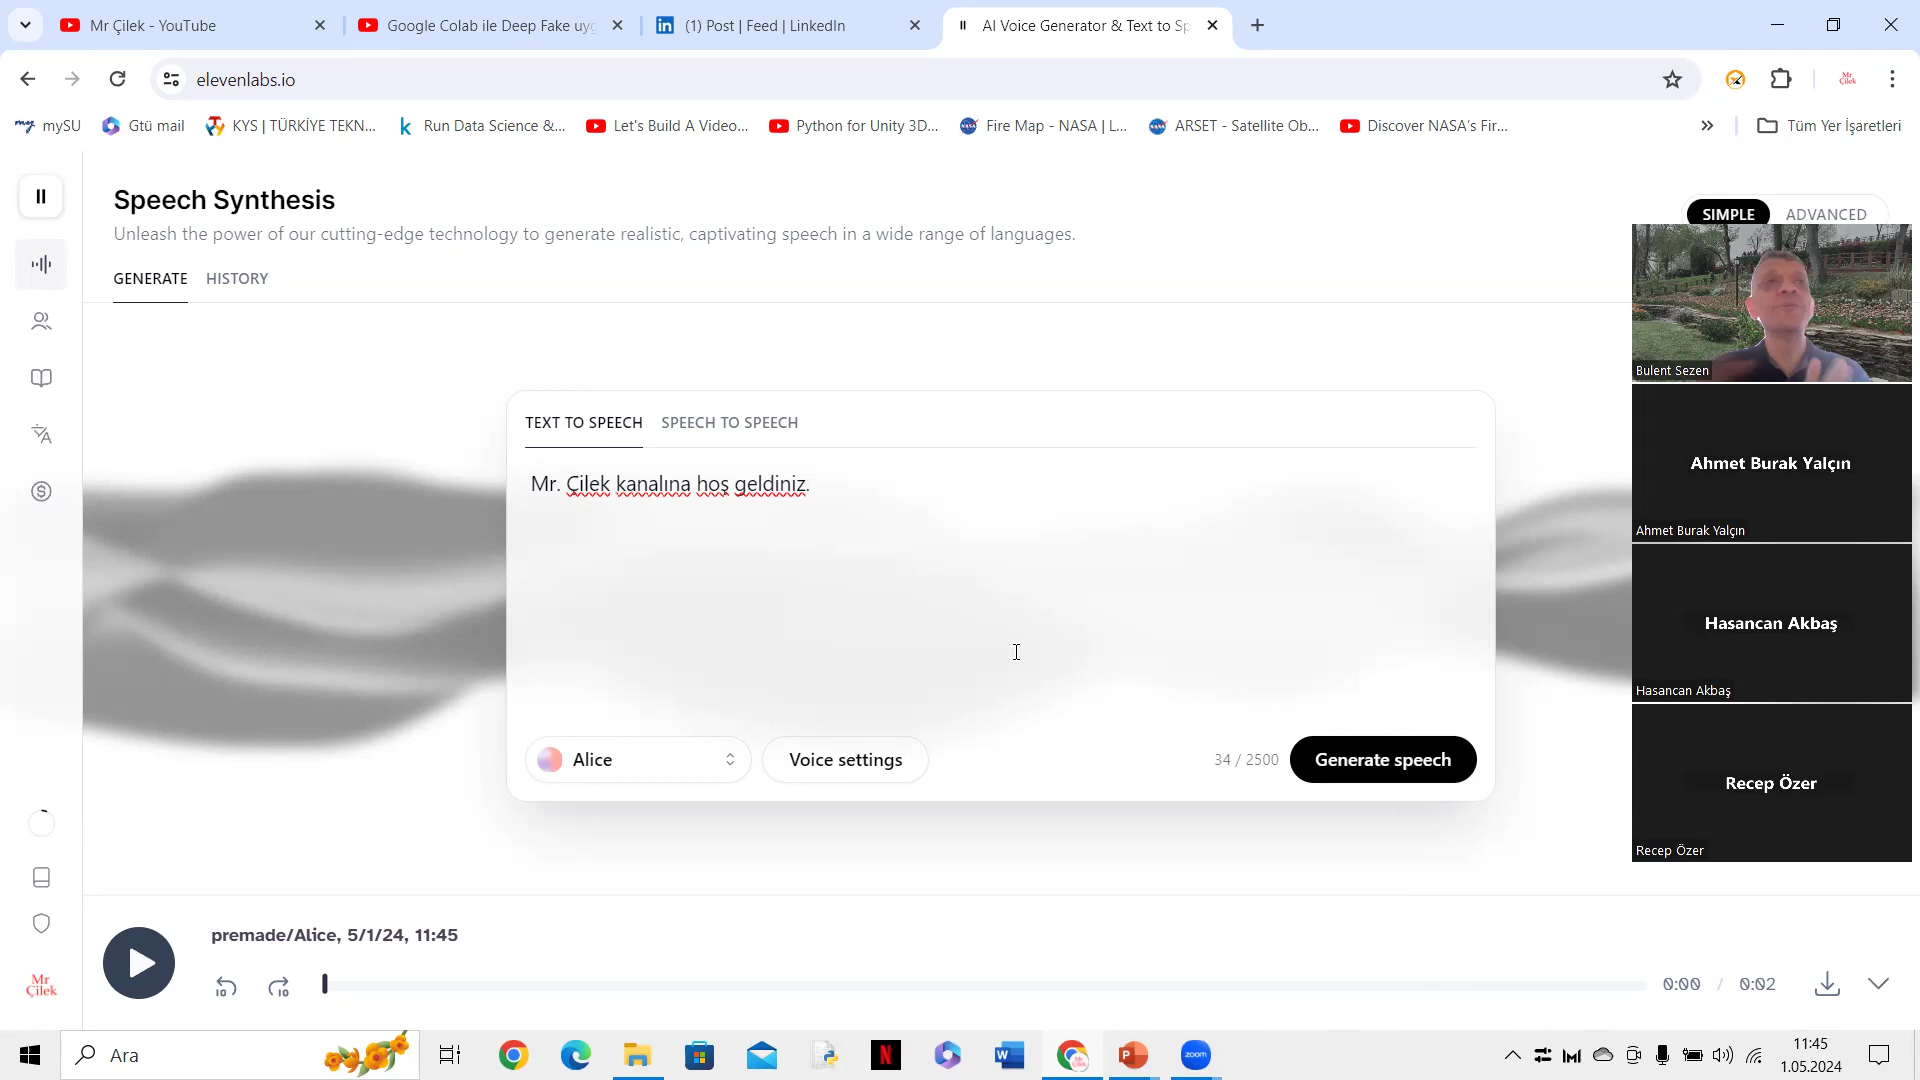 Mr Çilek - YouTube
Google Colab ile Deep Fake uyg
(1) Post | Feed | LinkedIn
AI Voice Generator & Text to Sp
elevenlabs.io
mySU
Gtü mail
KYS | TÜRKİYE TEKN...
Run Data Science &...
Let's Build A Video...
Python for Unity 3D...
Fire Map - NASA | L...
ARSET - Satellite Ob...
Discover NASA's Fir...
Tüm Yer İşaretleri
Speech Synthesis
Unleash the power of our cutting-edge technology to generate realistic, captivating speech in a wide range of languages.
SIMPLE
ADVANCED
GENERATE
HISTORY
Bulent Sezen
TEXT TO SPEECH
SPEECH TO SPEECH
Mr. Çilek kanalına hoş geldiniz.
Ahmet Burak Yalçın
Ahmet Burak Yalçın
Hasancan Akbaş
Hasancan Akbaş
Alice
Voice settings
34 / 2500
Generate speech
Recep Özer
Recep Özer
premade/Alice, 5/1/24, 11:45
10
10
0:00 / 0:02
Mr
Çilek
Ara
zoom
11:45
1.05.2024